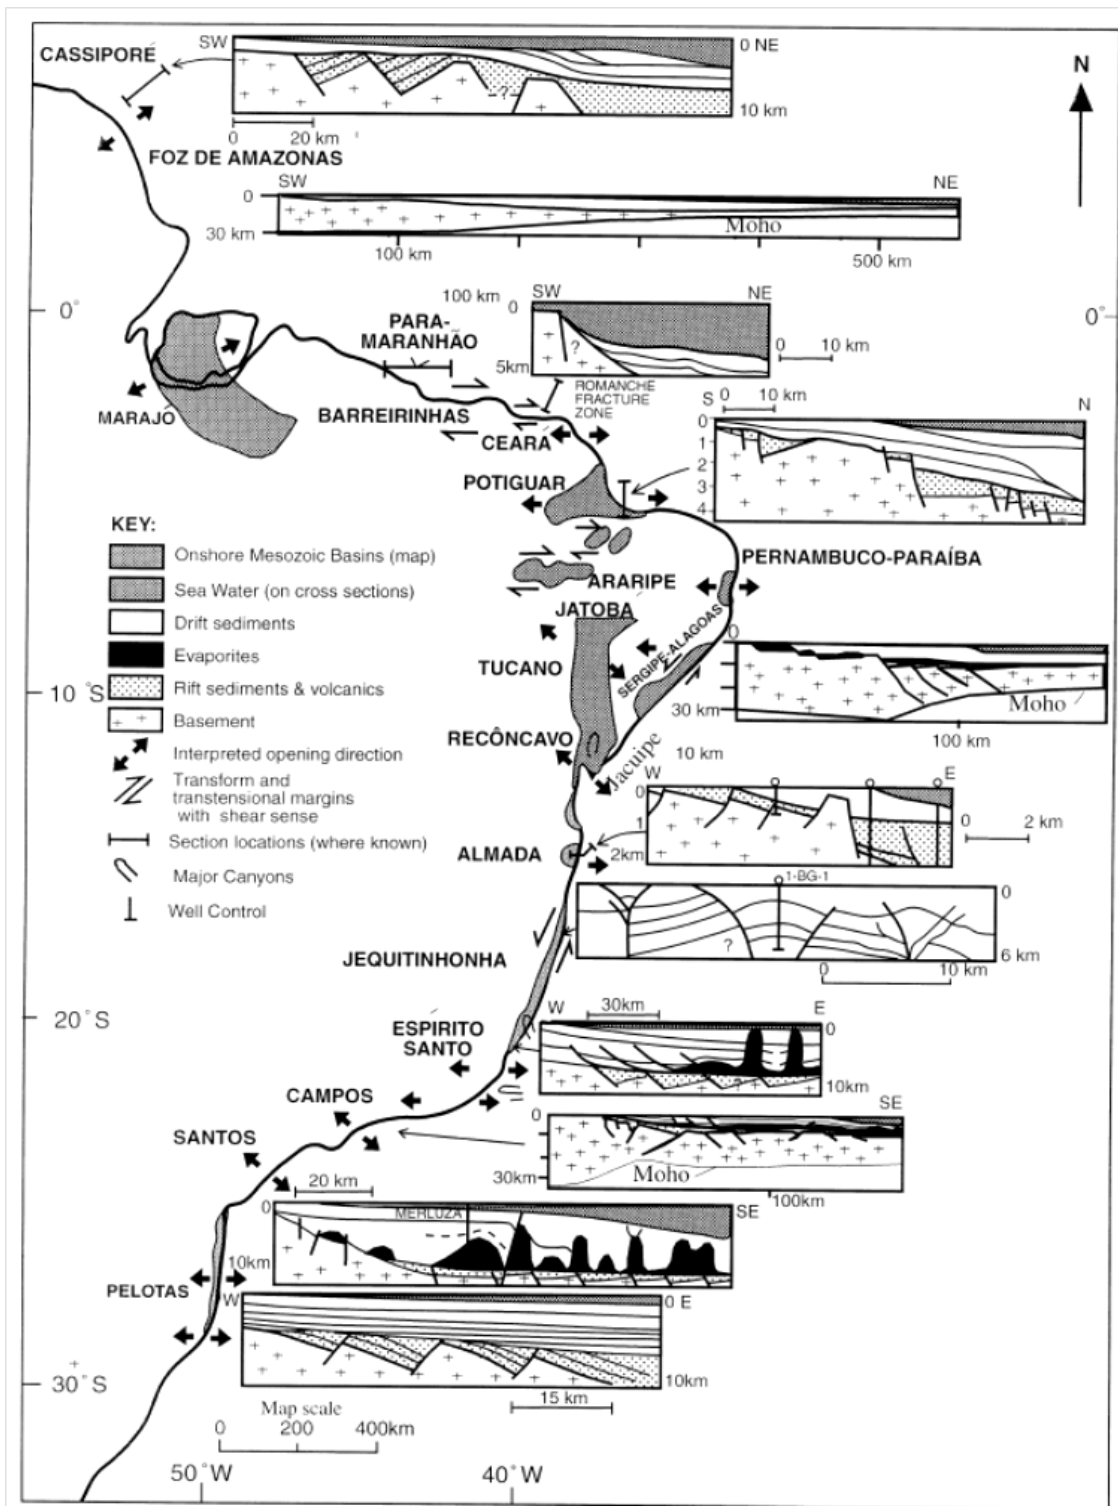 CASSIPORÉ
SW
0 NE
10 km
0 20 km
N
FOZ DE AMAZONAS
SW
NE
0
30 km
Moho
100 km
500 km
0°
0°
100 km
SW
NE
0
5km
?
0 10 km
PARA-
MARANHÃO
ROMANCHE
FRACTURE
ZONE
MARAJÓ
BARREIRINHAS
CEARÁ
0 10 km
S
N
0
1
2
3
4
POTIGUAR
KEY:
Onshore Mesozoic Basins (map)
Sea Water (on cross sections)
Drift sediments
Evaporites
Rift sediments & volcanics
Basement
Interpreted opening direction
Transform and
transtensional margins
with shear sense
Section locations (where known)
Major Canyons
Well Control
PERNAMBUCO-PARAÍBA
ARARIPE
JATOBÁ
TUCANO
SERGIPE-ALAGOAS
0
30 km
Moho
100 km
10°S
RECÔNCAVO
Jacuipe
10 km
W
E
0
1
2km
0 2 km
ALMADA
1-BG-1
0
?
6 km
0 10 km
JEQUITINHONHA
20°S
30km
W
E
0
10km
ESPÍRITO
SANTO
CAMPOS
SE
0
30km
Moho
100km
SANTOS
20 km
0
SE
MERLUZA
10km
PELOTAS
W
0 E
10km
15 km
30°S
Map scale
0 200 400km
50°W
40°W